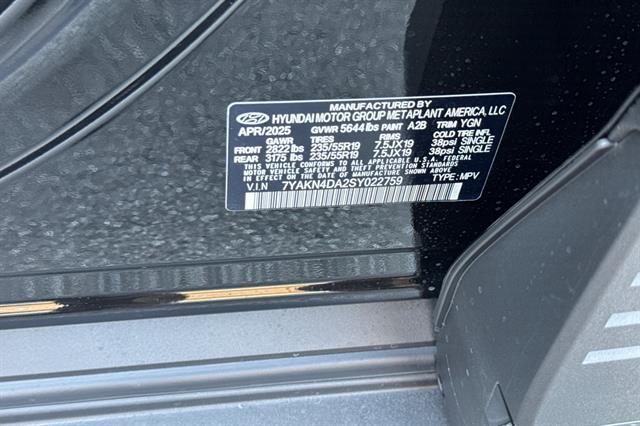 MANUFACTURED BY
HYUNDAI MOTOR GROUP METAPLANT AMERICA, LLC
APR/2025 GVWR 5644 lbs PAINT A2B TRIM YGN
GAWR TIRES RIMS COLD TIRE INFL.
FRONT 2822 lbs 235/55R19 7.5JX19 38psi SINGLE
REAR 3175 lbs 235/55R19 7.5JX19 38psi SINGLE
THIS VEHICLE CONFORMS TO ALL APPLICABLE U.S.A. FEDERAL
MOTOR VEHICLE SAFETY STANDARDS IN EFFECT ON THE
DATE OF MANUFACTURE SHOWN ABOVE
V.I.N 7YAKN4DA2SY022759 TYPE: MPV